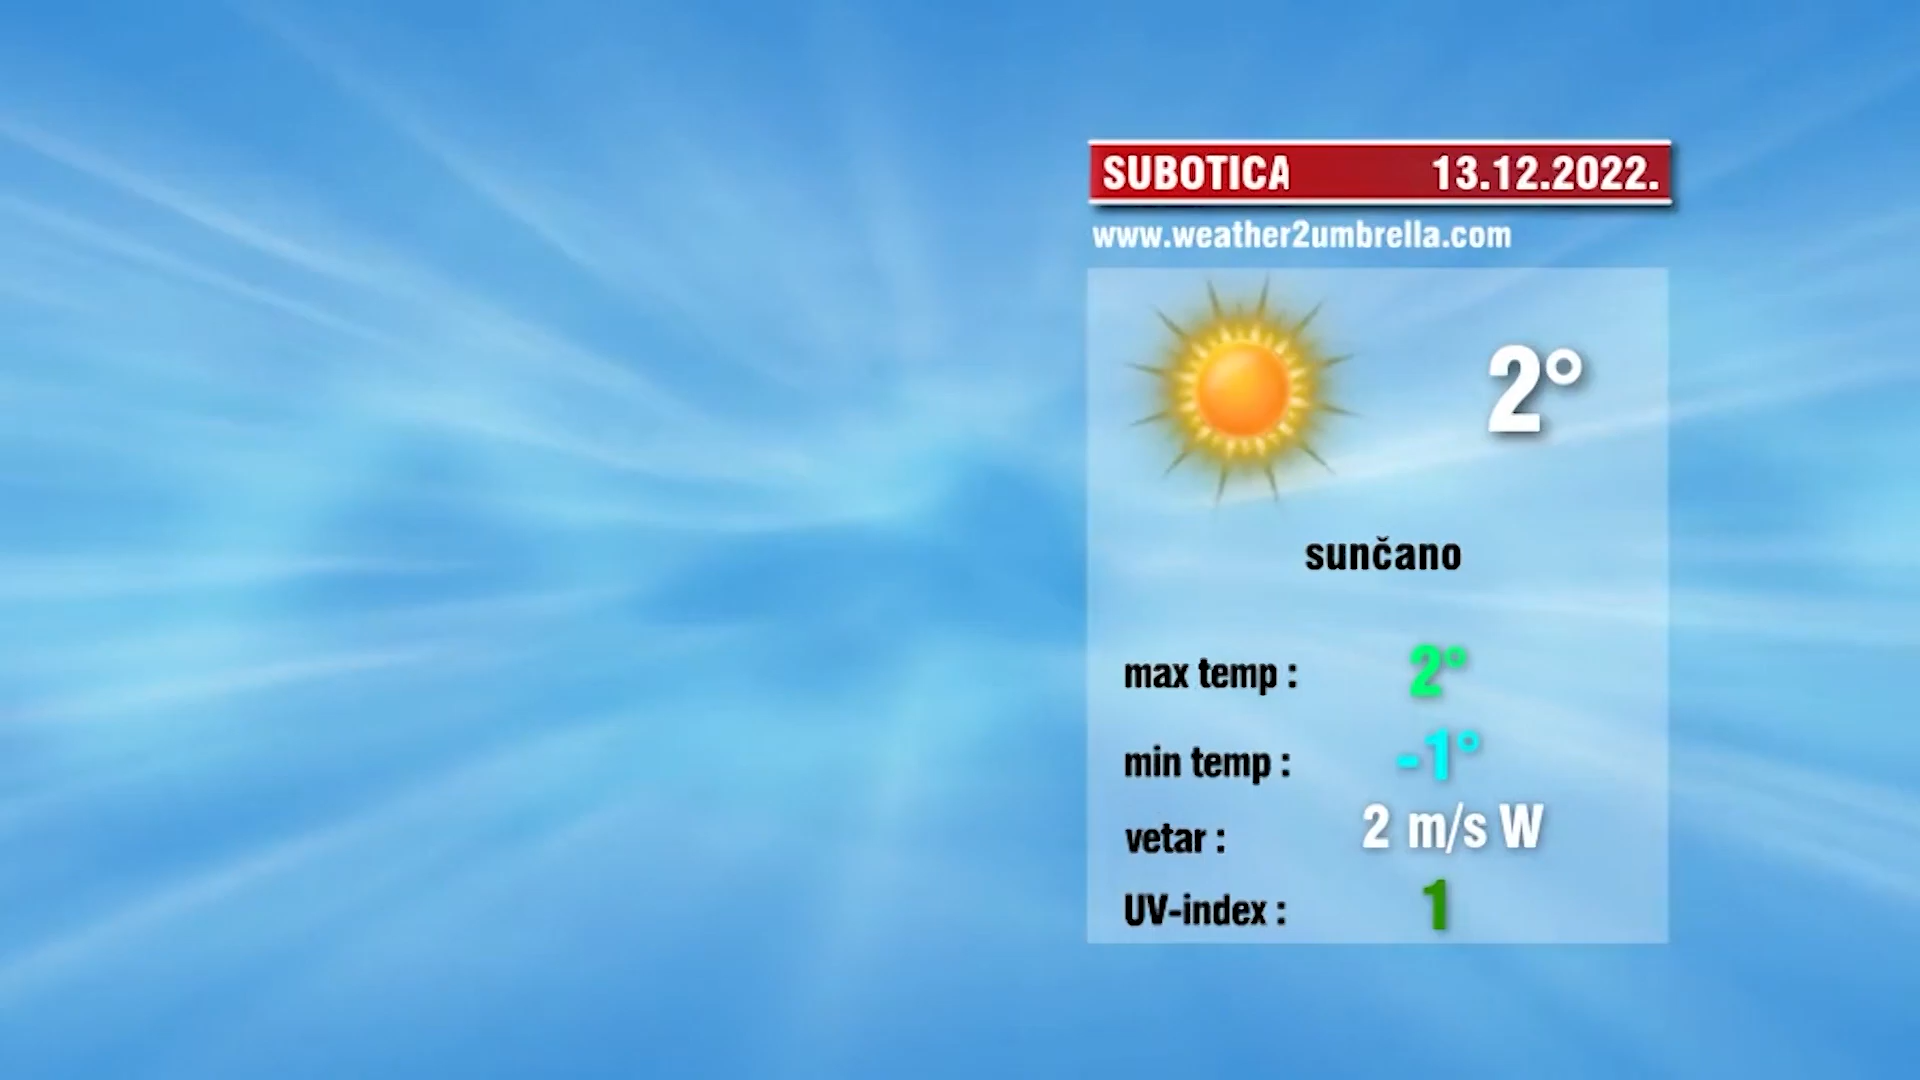 SUBOTICA 13.12.2022.
www.weather2umbrella.com
2°
sunčano
max temp : 2°
min temp : -1°
vetar : 2 m/s W
UV-index : 1